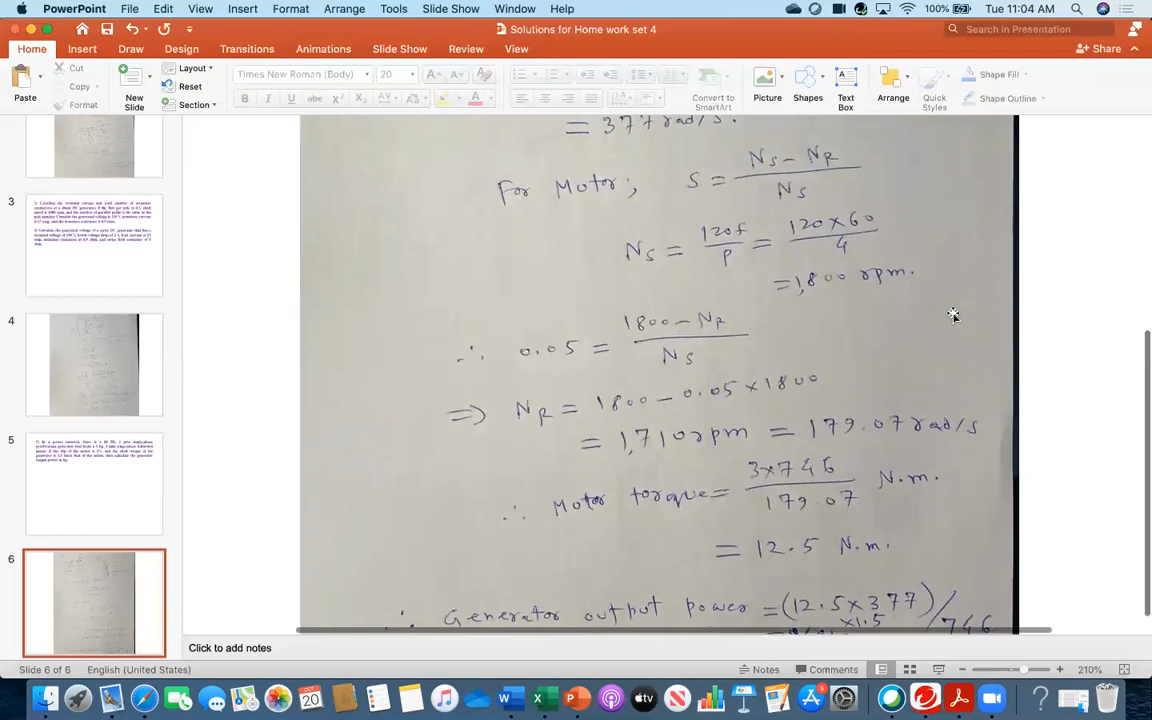 PowerPoint File Edit View Insert Format Arrange Tools Slide Show Window Help 100% Tue 11:04 AM
Solutions for Home work set 4
Search in Presentation
Home Insert Draw Design Transitions Animations Slide Show Review View Share
Paste Cut Copy Format
New Slide Layout Reset Section
Times New Roman (Body) 20
Convert to SmartArt
Picture Shapes Text Box Arrange Quick Styles Shape Fill Shape Outline
= 377 rad/s.
For Motor; S = (Ns - NR) / Ns
Ns = 120f / P = 120×60 / 4
= 1,800 rpm.
∴ 0.05 = (1800 - NR) / Ns
⇒ NR = 1800 - 0.05 × 1800
= 1,710 rpm = 179.07 rad/s
∴ Motor torque = 3×746 / 179.07 N.m.
= 12.5 N.m.
∴ Generator output power = (12.5×377) ×1.5 / 746
3
4
5
6
Click to add notes
Slide 6 of 6 English (United States) Notes Comments 210%
OCT 20